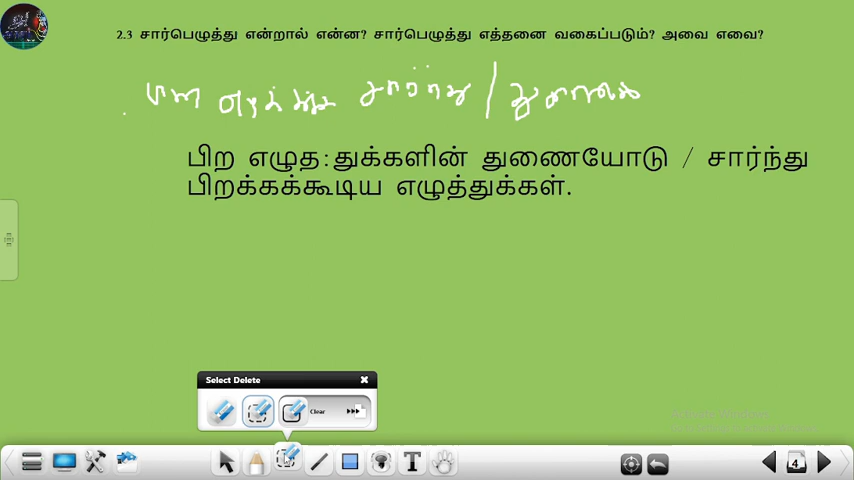 2.3 சார்பெழுத்து என்றால் என்ன? சார்பெழுத்து எத்தனை வகைப்படும்? அவை எவை?
பிற எழுத:துக்களின் துணையோடு / சார்ந்து
பிறக்கக்கூடிய எழுத்துக்கள்.
Select Delete
Clear
4